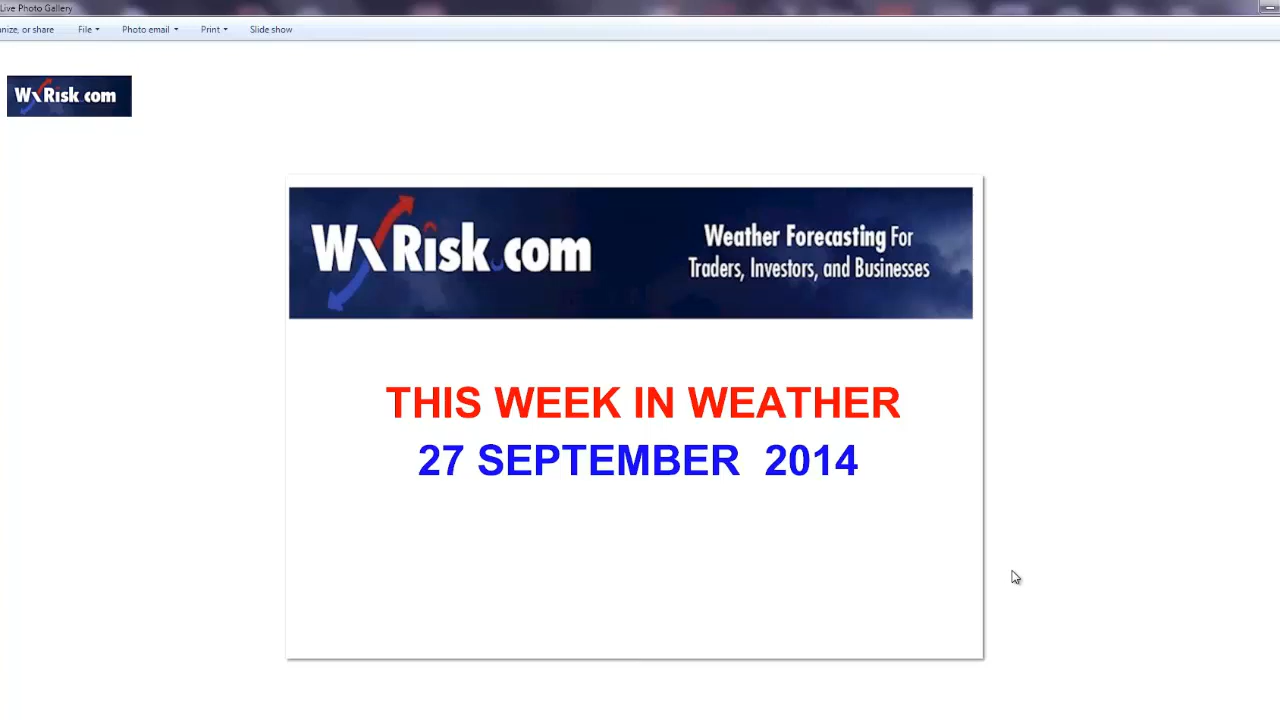 Live Photo Gallery
nize, or share File Photo email Print Slide show
WxRisk.com
WxRisk.com
Weather Forecasting For
Traders, Investors, and Businesses
THIS WEEK IN WEATHER
27 SEPTEMBER 2014